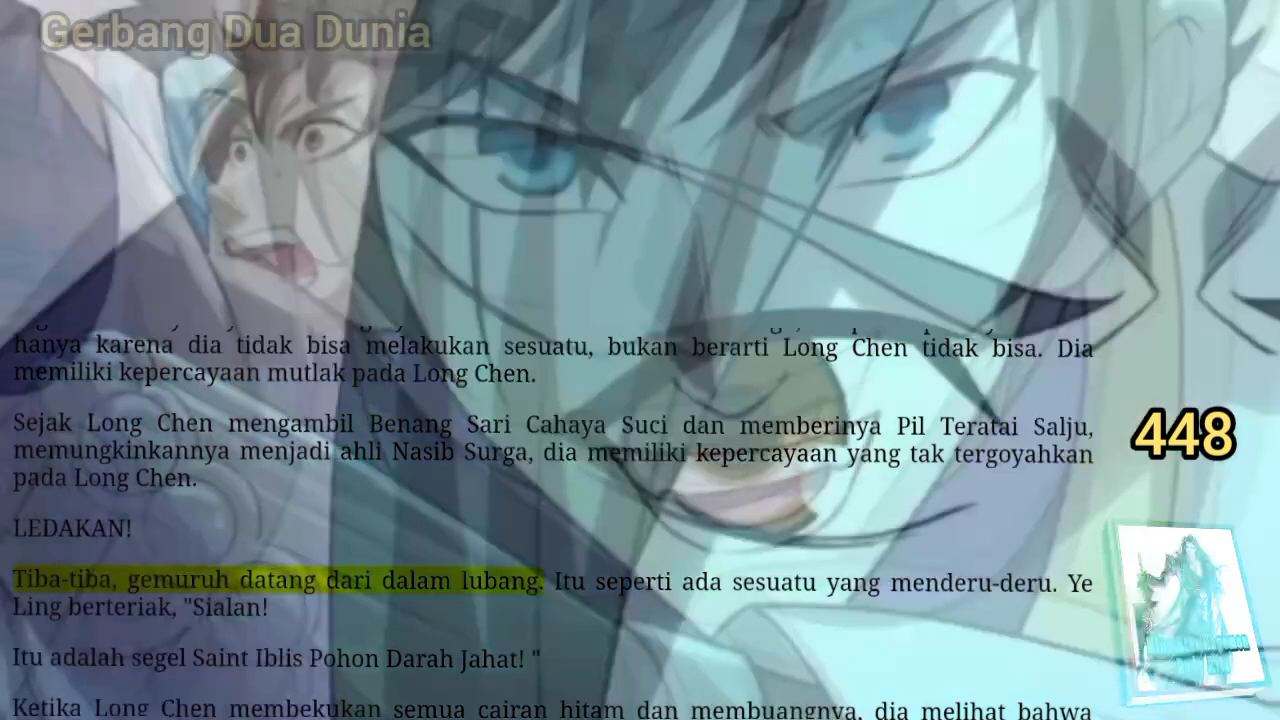 Gerbang Dua Dunia
hanya karena dia tidak bisa melakukan sesuatu, bukan berarti Long Chen tidak bisa. Dia
memiliki kepercayaan mutlak pada Long Chen.
Sejak Long Chen mengambil Benang Sari Cahaya Suci dan memberinya Pil Teratai Salju,
memungkinkannya menjadi ahli Nasib Surga, dia memiliki kepercayaan yang tak tergoyahkan
pada Long Chen.
448
LEDAKAN!
Tiba-tiba, gemuruh datang dari dalam lubang. Itu seperti ada sesuatu yang menderu-deru. Ye
Ling berteriak, "Sialan!
Itu adalah segel Saint Iblis Pohon Darah Jahat! "
Ketika Long Chen membekukan semua cairan hitam dan membuangnya, dia melihat bahwa